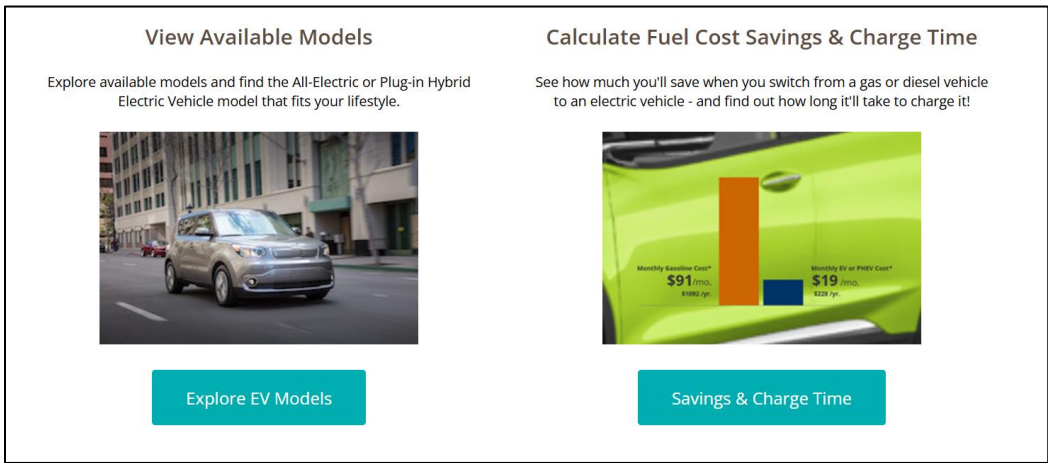 View Available Models
Explore available models and find the All-Electric or Plug-in Hybrid
Electric Vehicle model that fits your lifestyle.
Explore EV Models
Calculate Fuel Cost Savings & Charge Time
See how much you'll save when you switch from a gas or diesel vehicle
to an electric vehicle - and find out how long it'll take to charge it!
Monthly Gasoline Cost*
$91/mo.
$1092 /yr.
Monthly EV or PHEV Cost*
$19 /mo.
$228 /yr.
Savings & Charge Time